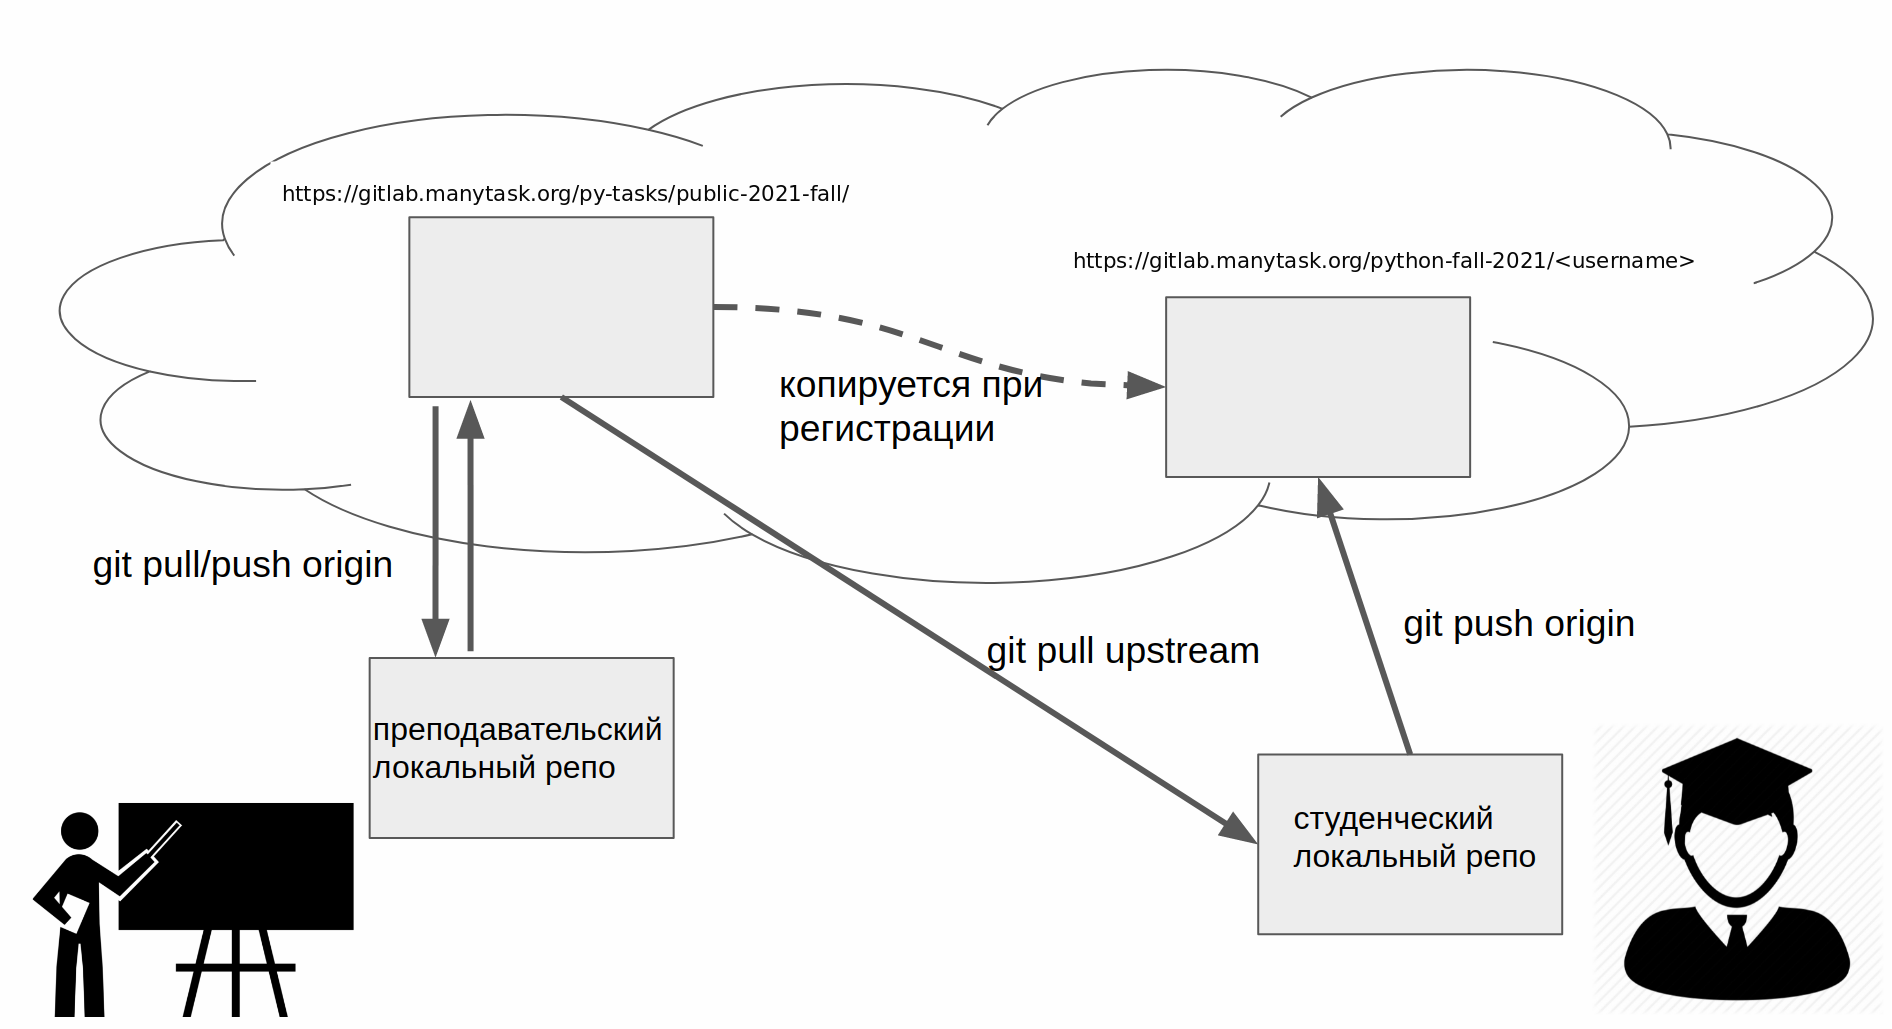 https://gitlab.manytask.org/py-tasks/public-2021-fall/
https://gitlab.manytask.org/python-fall-2021/<username>
копируется при
регистрации
git pull/push origin
git pull upstream
git push origin
преподавательский
локальный репо
студенческий
локальный репо